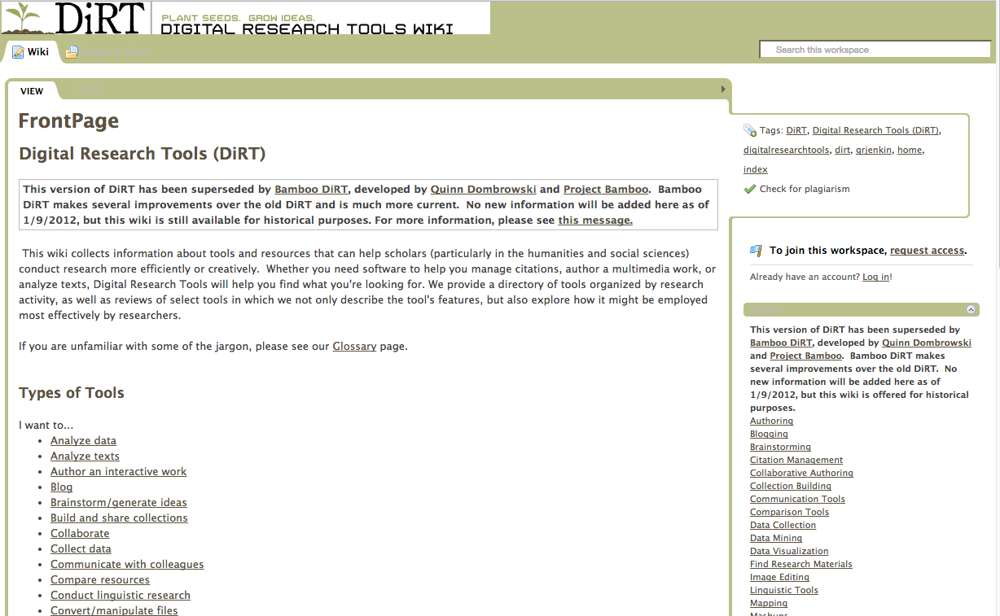 DiRT
PLANT SEEDS. GROW IDEAS.
DIGITAL RESEARCH TOOLS WIKI
Wiki
Search this workspace
VIEW
FrontPage
Digital Research Tools (DiRT)
This version of DiRT has been superseded by Bamboo DiRT, developed by Quinn Dombrowski and Project Bamboo.  Bamboo
DiRT makes several improvements over the old DiRT and is much more current.  No new information will be added here as of
1/9/2012, but this wiki is still available for historical purposes. For more information, please see this message.
This wiki collects information about tools and resources that can help scholars (particularly in the humanities and social sciences)
conduct research more efficiently or creatively.  Whether you need software to help you manage citations, author a multimedia work, or
analyze texts, Digital Research Tools will help you find what you're looking for. We provide a directory of tools organized by research
activity, as well as reviews of select tools in which we not only describe the tool's features, but also explore how it might be employed
most effectively by researchers.
If you are unfamiliar with some of the jargon, please see our Glossary page.
Types of Tools
I want to...
• Analyze data
• Analyze texts
• Author an interactive work
• Blog
• Brainstorm/generate ideas
• Build and share collections
• Collaborate
• Collect data
• Communicate with colleagues
• Compare resources
• Conduct linguistic research
• Convert/manipulate files
Tags: DiRT, Digital Research Tools (DiRT),
digitalresearchtools, dirt, qrjenkin, home,
index
Check for plagiarism
To join this workspace, request access.
Already have an account? Log in!
This version of DiRT has been superseded by
Bamboo DiRT, developed by Quinn Dombrowski
and Project Bamboo.  Bamboo DiRT makes
several improvements over the old DiRT.  No
new information will be added here as of
1/9/2012, but this wiki is offered for historical
purposes.
Authoring
Blogging
Brainstorming
Citation Management
Collaborative Authoring
Collection Building
Communication Tools
Comparison Tools
Data Collection
Data Mining
Data Visualization
Find Research Materials
Image Editing
Linguistic Tools
Mapping
Mashups